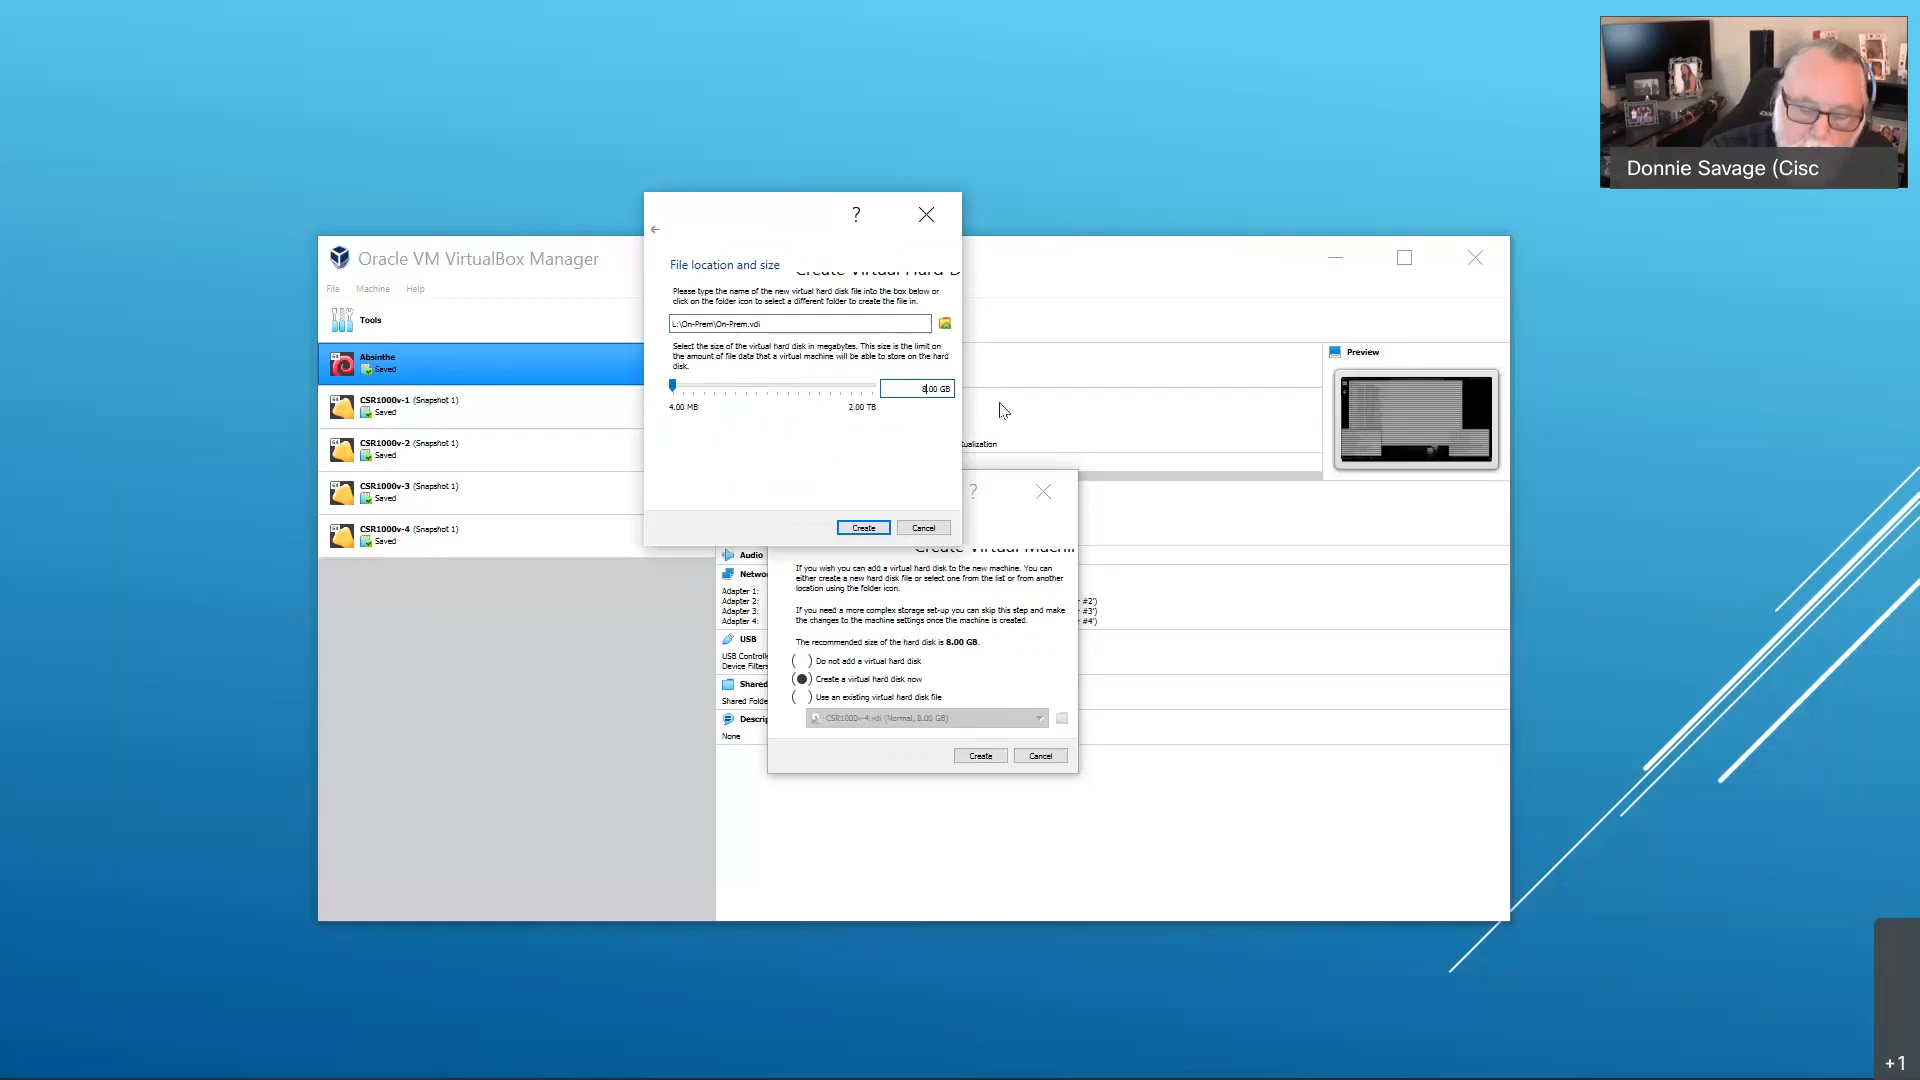 Donnie Savage (Cisc
?
File location and size
Please type the name of the new virtual hard disk file into the box below or
click on the folder icon to select a different folder to create the file in.
L:\On-Prem\On-Prem.vdi
Select the size of the virtual hard disk in megabytes. This size is the limit on
the amount of file data that a virtual machine will be able to store on the hard
disk.
8.00 GB
4.00 MB
2.00 TB
Create
Cancel
Oracle VM VirtualBox Manager
File
Machine
Help
Tools
Absinthe
Saved
CSR1000v-1 (Snapshot 1)
Saved
CSR1000v-2 (Snapshot 1)
Saved
CSR1000v-3 (Snapshot 1)
Saved
CSR1000v-4 (Snapshot 1)
Saved
Preview
ualization
?
Audio
Netwo
Adapter 1:
Adapter 2:
Adapter 3:
Adapter 4:
r #2')
r #3')
r #4')
USB
USB Controlle
Device Filters
Shared
Shared Folde
Descrip
None
If you wish you can add a virtual hard disk to the new machine. You can
either create a new hard disk file or select one from the list or from another
location using the folder icon.
If you need a more complex storage set-up you can skip this step and make
the changes to the machine settings once the machine is created.
The recommended size of the hard disk is 8.00 GB.
Do not add a virtual hard disk
Create a virtual hard disk now
Use an existing virtual hard disk file
CSR1000v-4.vdi (Normal, 8.00 GB)
Create
Cancel
+1